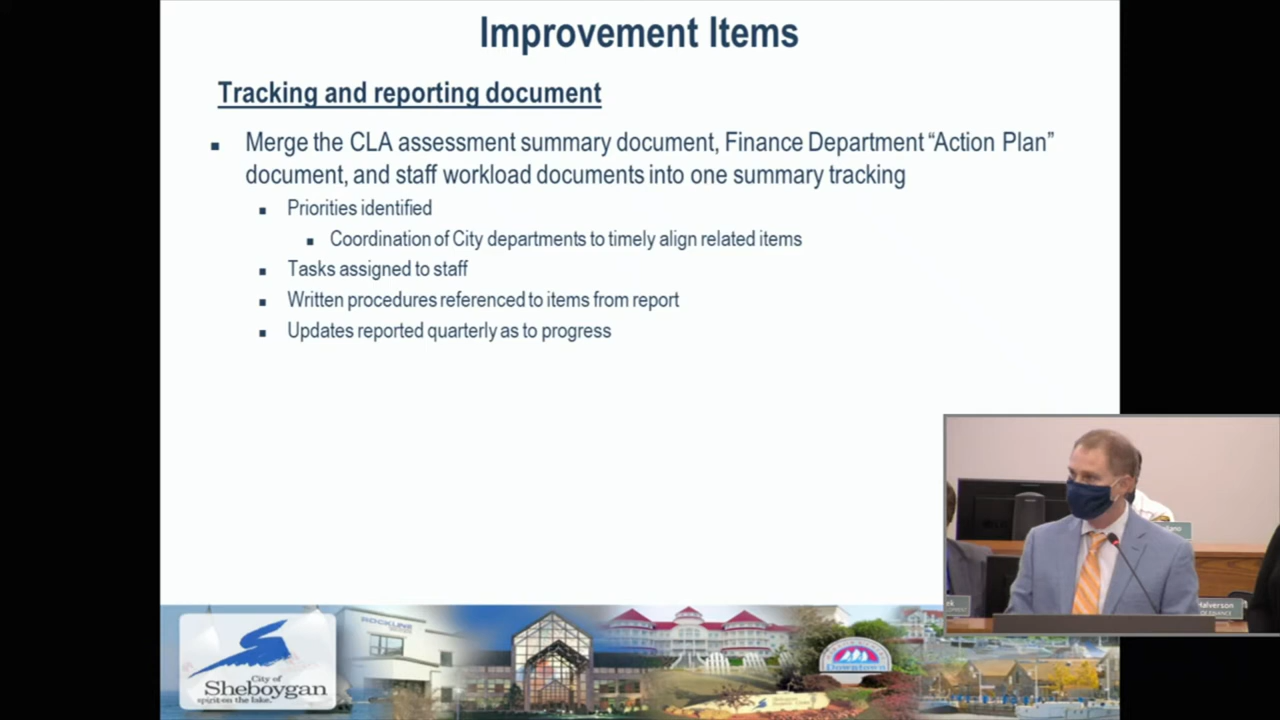 Improvement Items
Tracking and reporting document
▪ Merge the CLA assessment summary document, Finance Department “Action Plan”
document, and staff workload documents into one summary tracking
▪ Priorities identified
▪ Coordination of City departments to timely align related items
▪ Tasks assigned to staff
▪ Written procedures referenced to items from report
▪ Updates reported quarterly as to progress
Halverson
City of
Sheboygan
spirit on the lake.
Downtown